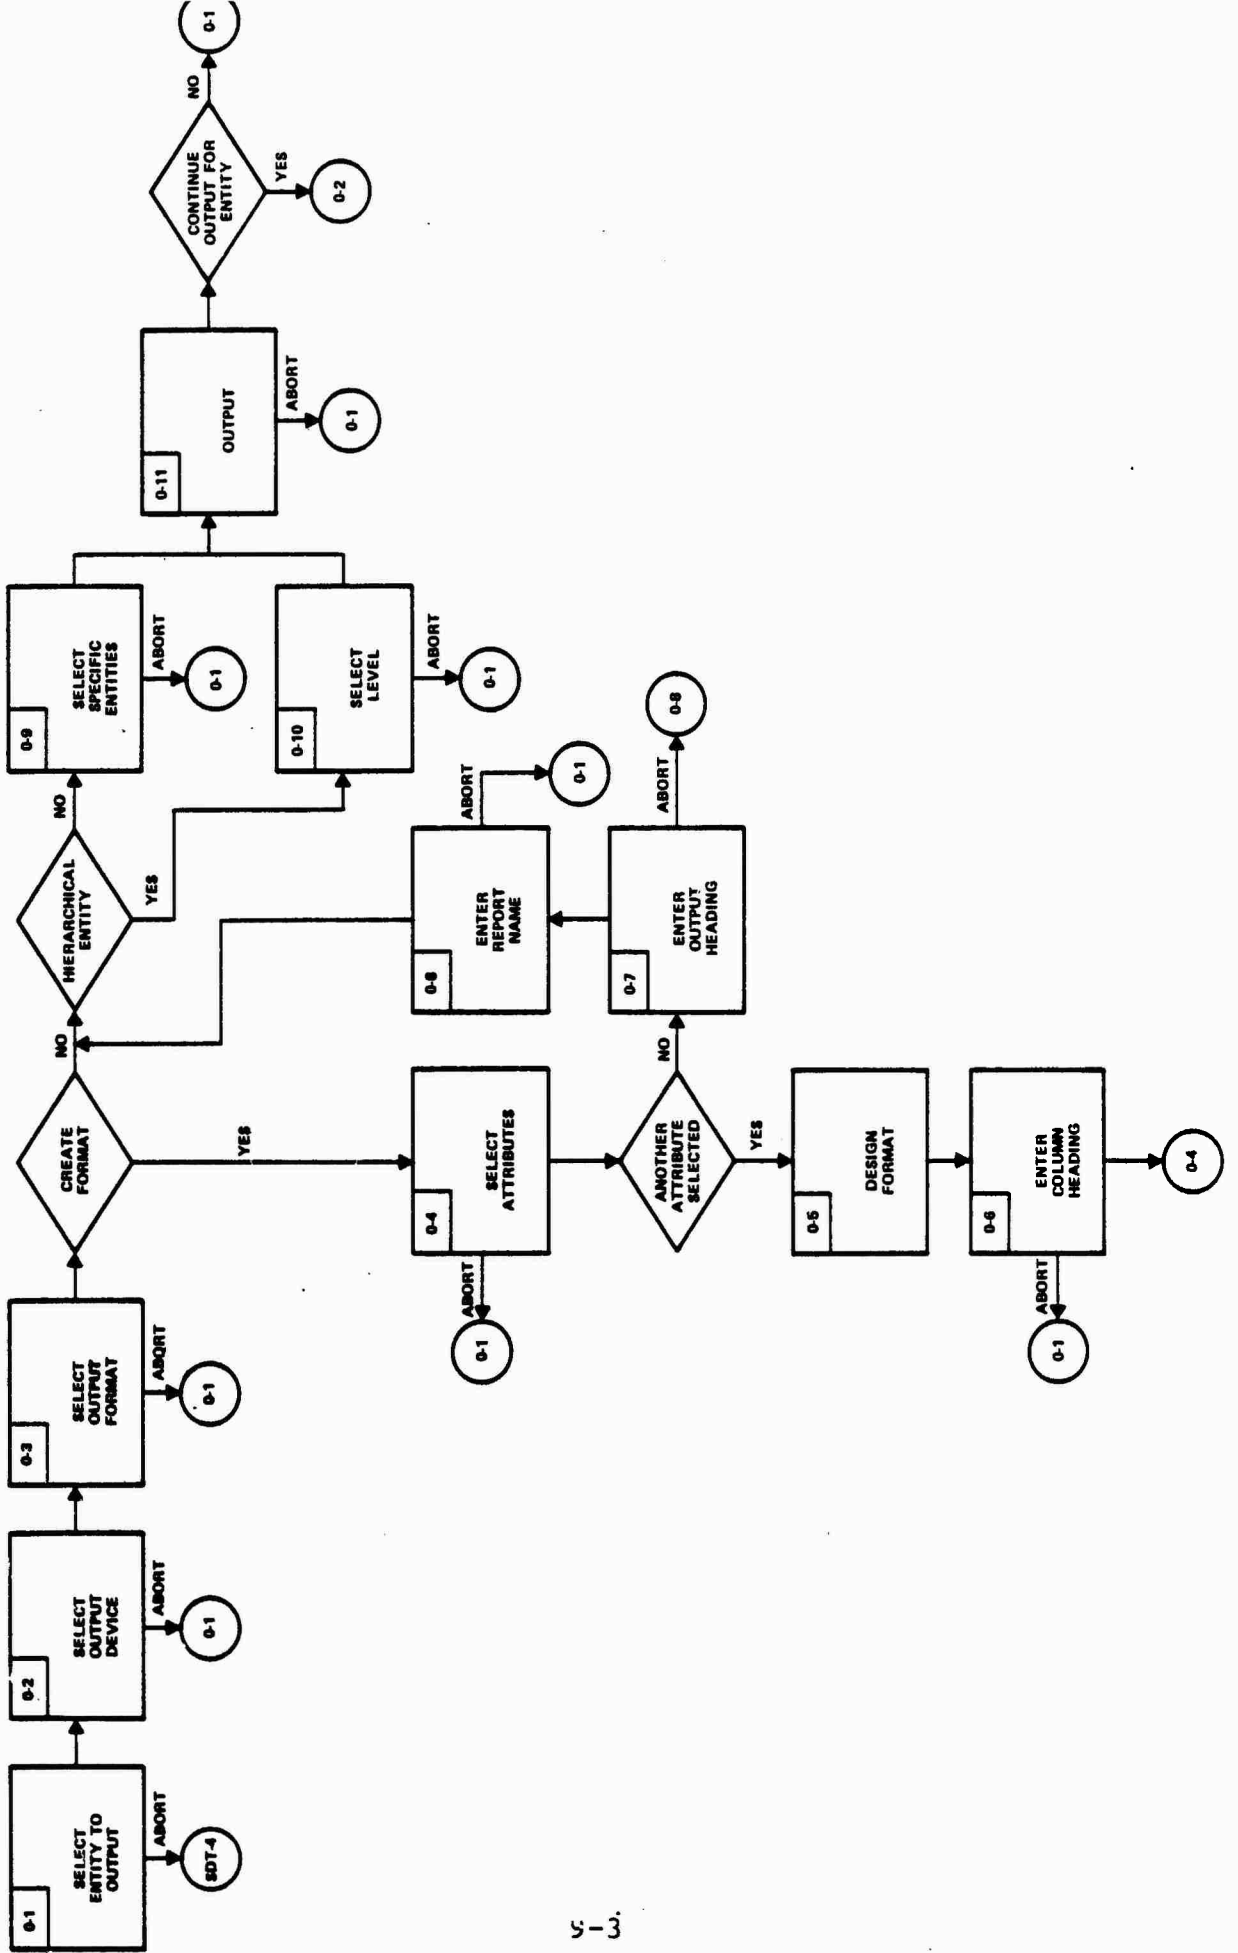 0-1
SELECT
ENTITY TO
OUTPUT
ABORT
SDT-4
0-2
SELECT
OUTPUT
DEVICE
ABORT
0-1
0-3
SELECT
OUTPUT
FORMAT
ABORT
0-1
CREATE
FORMAT
NO
YES
HIERARCHICAL
ENTITY
NO
YES
0-9
SELECT
SPECIFIC
ENTITIES
ABORT
0-1
0-10
SELECT
LEVEL
ABORT
0-1
0-11
OUTPUT
ABORT
0-1
CONTINUE
OUTPUT FOR
ENTITY
NO
0-1
YES
0-2
0-4
SELECT
ATTRIBUTES
ABORT
0-1
ANOTHER
ATTRIBUTE
SELECTED
NO
YES
0-8
ENTER
REPORT
NAME
ABORT
0-1
0-7
ENTER
OUTPUT
HEADING
ABORT
0-8
0-5
DESIGN
FORMAT
0-6
ENTER
COLUMN
HEADING
ABORT
0-1
0-4